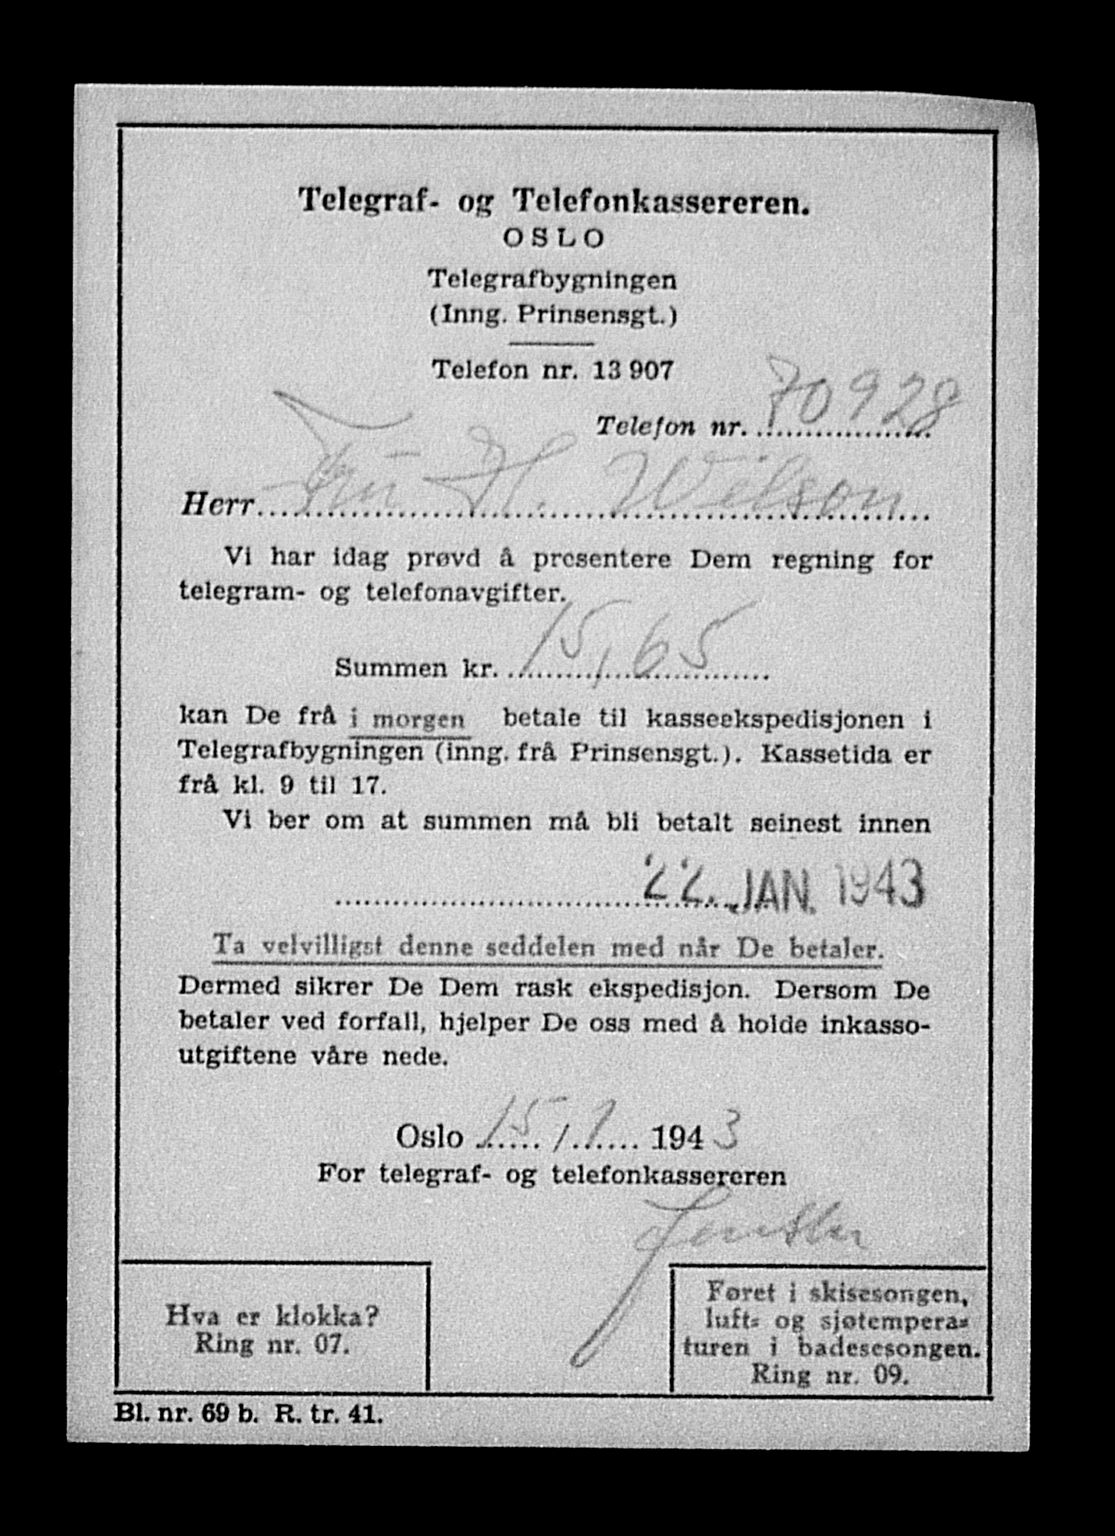 Telegraf- og Telefonkassereren.
OSLO
Telegrafbygningen
(Inng. Prinsensgt.)
Telefon nr. 13 907
Telefon nr. 70928
Herr Fru H. Wilson
Vi har idag prøvd å presentere Dem regning for
telegram- og telefonavgifter.
Summen kr. 15,65
kan De frå i morgen betale til kasseekspedisjonen i
Telegrafbygningen (inng. frå Prinsensgt.). Kassetida er
frå kl. 9 til 17.
Vi ber om at summen må bli betalt seinest innen
22. JAN. 1943
Ta velvilligst denne seddelen med når De betaler.
Dermed sikrer De Dem rask ekspedisjon. Dersom De
betaler ved forfall, hjelper De oss med å holde inkasso-
utgiftene våre nede.
Oslo 15/1 1943
For telegraf- og telefonkassereren
Hva er klokka?
Ring nr. 07.
Føret i skisesongen,
luft- og sjøtempera-
turen i badesesongen.
Ring nr. 09.
Bl. nr. 69 b. R. tr. 41.